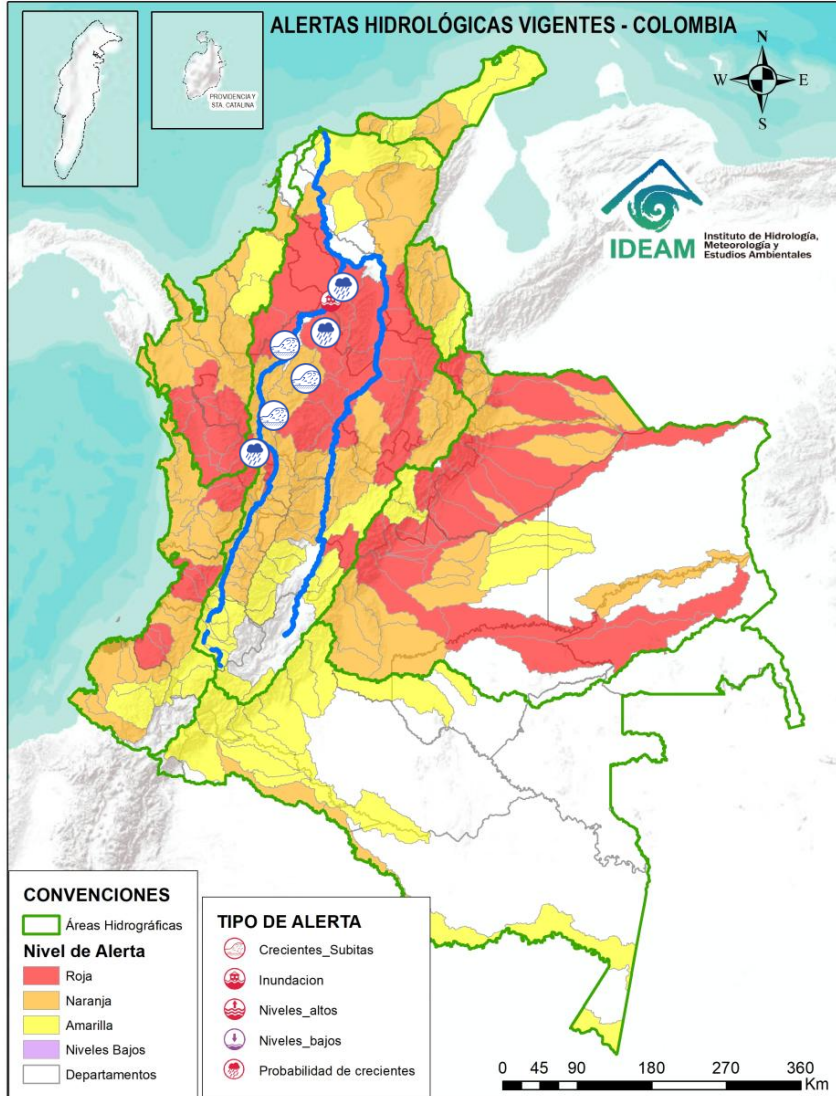 ALERTAS HIDROLÓGICAS VIGENTES - COLOMBIA
PROVIDENCIA Y
STA. CATALINA
N
W
E
S
IDEAM
Instituto de Hidrología,
Meteorología y
Estudios Ambientales
CONVENCIONES
Áreas Hidrográficas
Nivel de Alerta
Roja
Naranja
Amarilla
Niveles Bajos
Departamentos
TIPO DE ALERTA
Crecientes_Subitas
Inundacion
Niveles_altos
Niveles_bajos
Probabilidad de crecientes
0 45 90 180 270 360
Km